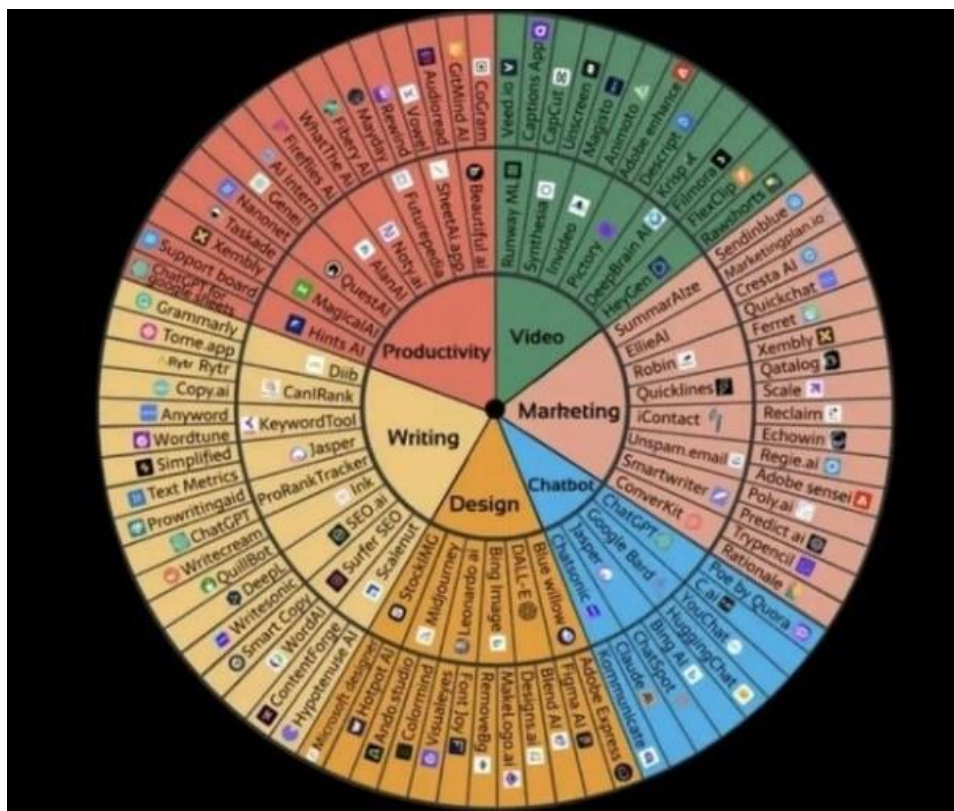 Productivity
Video
Marketing
Chatbot
Design
Writing
Hints AI
MagicalAI
QuestAI
AlanAI
Noty.ai
Futurepedia
SheetAi.app
Beautiful ai
Runway ML
Synthesia
Invideo
Pictory
DeepBrain AI
HeyGen
SummarAIze
EllieAI
Robin
Quicklines
iContact
Unspam.email
Smartwriter
ConverKit
ChatGPT
Google Bard
Jasper
Chatsonic
Blue willow
DALL-E
Bing Image
Leonardo
Midjourney
StockIMG
Scalenut
Surfer SEO
SEO.ai
Ink
ProRankTracker
Jasper
KeywordTool
CanIRank
Diib
ChatGPT for google sheets
Support board
Xembly
Taskade
Nanonet
Genei
AI Intern
Fireflies Ai
WhatThe Ai
Fibery AI
Mayday
Rewind
Vowel
Audioread
GitMind AI
CoGram
Veed.io
Captions App
CapCut
Unscreen
Magisto
Animoto
Adobe enhance
Descript
Krisp
Filmora
FlexClip
Rawshorts
Sendinblue
Marketingplan.io
Cresta Ai
Quickchat
Ferret
Xembly
Qatalog
Scale
Reclaim
Echowin
Regie.ai
Adobe sensei
Poly.ai
Predict ai
Trypencil
Rationale
Poe by Quora
C.ai
YouChat
HuggingChat
Bing AI
ChatSpot
Claude
Kommunicate
Adobe Express
Figma AI
Blend AI
Designs.ai
MakeLogo.ai
RemoveBg
Font Joy
Visualeyes
Colormind
Ando.studio
Hotpot AI
Microsoft designer
Hypotenuse AI
ContentForge
WordAI
Smart Copy
Writesonic
DeepL
QuillBot
Writecream
ChatGPT
Prowritingaid
Text Metrics
Simplified
Wordtune
Anyword
Copy.ai
Rytr Rytr
Tome.app
Grammarly